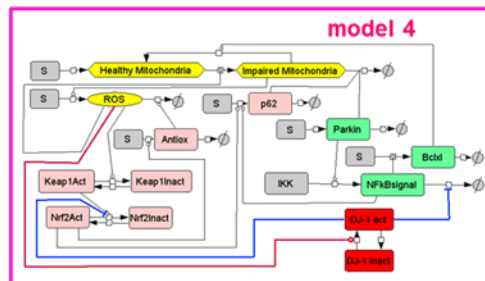 model 4
S Healthy Mitochondria Impaired Mitochondria ∅
S ROS ∅ S p62 ∅
S Antiox ∅ S Parkin ∅
S Bclxl ∅
Keap1Act Keap1Inact IKK NFkBsignal ∅
Nrf2Act Nrf2Inact
DJ-1 act
DJ-1 inact